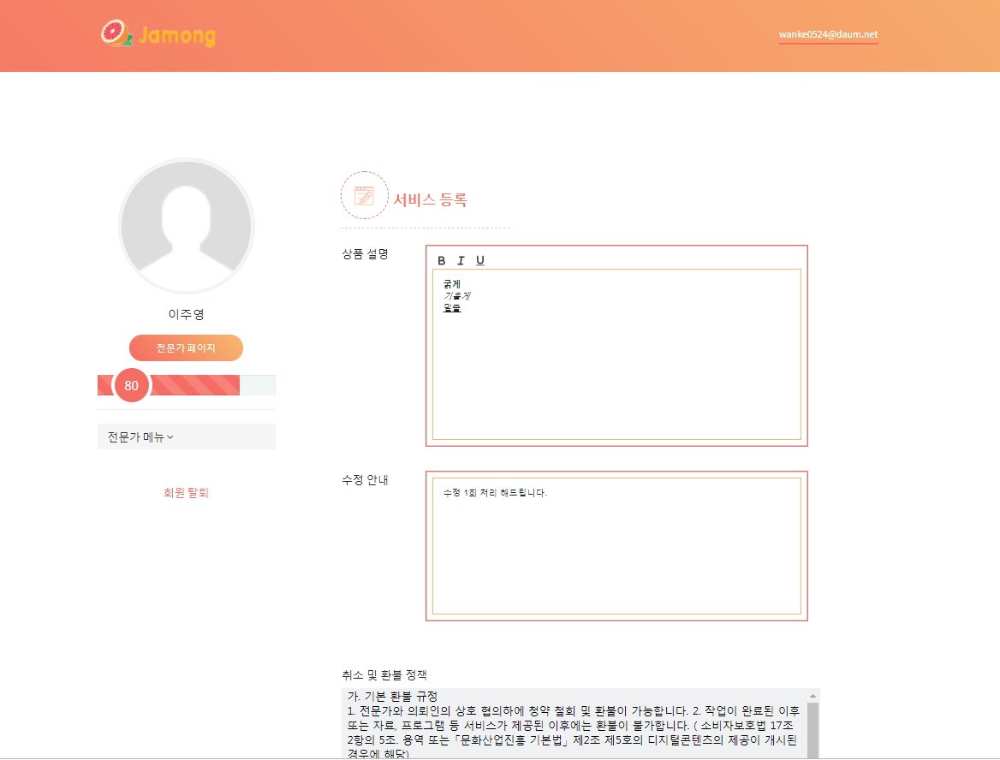 Jamong
wanke0524@daum.net
이주영
전문가 페이지
80
전문가 메뉴
회원 탈퇴
서비스 등록
상품 설명
B I U
굵게
기울게
밑줄
수정 안내
수정 1회 처리 해드립니다.
취소 및 환불 정책
가. 기본 환불 규정
1. 전문가와 의뢰인의 상호 협의하에 청약 철회 및 환불이 가능합니다. 2. 작업이 완료된 이후
또는 자료, 프로그램 등 서비스가 제공된 이후에는 환불이 불가합니다. ( 소비자보호법 17조
2항의 5조. 용역 또는 「문화산업진흥 기본법」 제2조 제5호의 디지털콘텐츠의 제공이 개시된
경우에 해당)